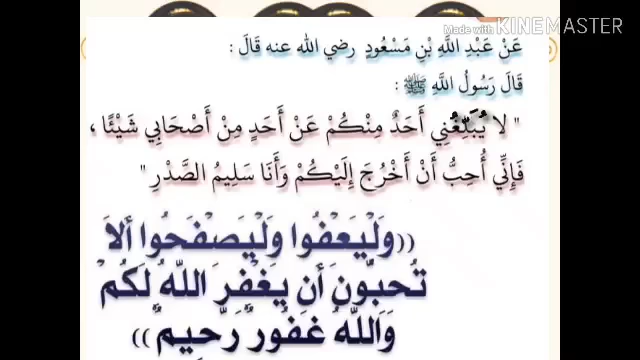 Made with KINEMASTER
عَنْ عَبْدِ اللَّهِ بْنِ مَسْعُودٍ رضي الله عنه قَالَ :
قَالَ رَسُولُ اللَّهِ ﷺ :
" لا يُبَلِّغُنِي أَحَدٌ مِنْكُمْ عَنْ أَحَدٍ مِنْ أَصْحَابِي شَيْئًا ،
فَإِنِّي أُحِبُّ أَنْ أَخْرُجَ إِلَيْكُمْ وَأَنَا سَلِيمُ الصَّدْرِ "
((وَلْيَعْفُوا وَلْيَصْفَحُوا أَلاَ
تُحِبُّونَ أَن يَغْفِرَ اللَّهُ لَكُمْ
وَاللَّهُ غَفُورٌ رَّحِيمٌ))